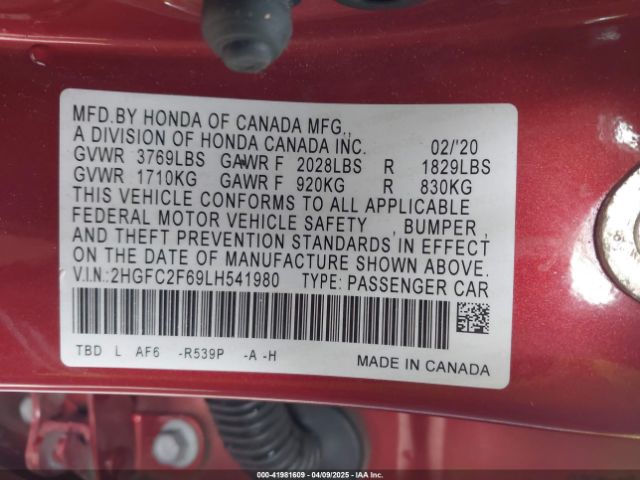 MFD.BY HONDA OF CANADA MFG.,
A DIVISION OF HONDA CANADA INC. 02/'20
GVWR 3769LBS GAWR F 2028LBS R 1829LBS
GVWR 1710KG GAWR F 920KG R 830KG
THIS VEHICLE CONFORMS TO ALL APPLICABLE
FEDERAL MOTOR VEHICLE SAFETY , BUMPER ,
AND THEFT PREVENTION STANDARDS IN EFFECT
ON THE DATE OF MANUFACTURE SHOWN ABOVE.
V.I.N:2HGFC2F69LH541980 TYPE: PASSENGER CAR
TBD L AF6 -R539P -A -H
MADE IN CANADA
000-41981609 | 04/09/2025 | IAA Inc.